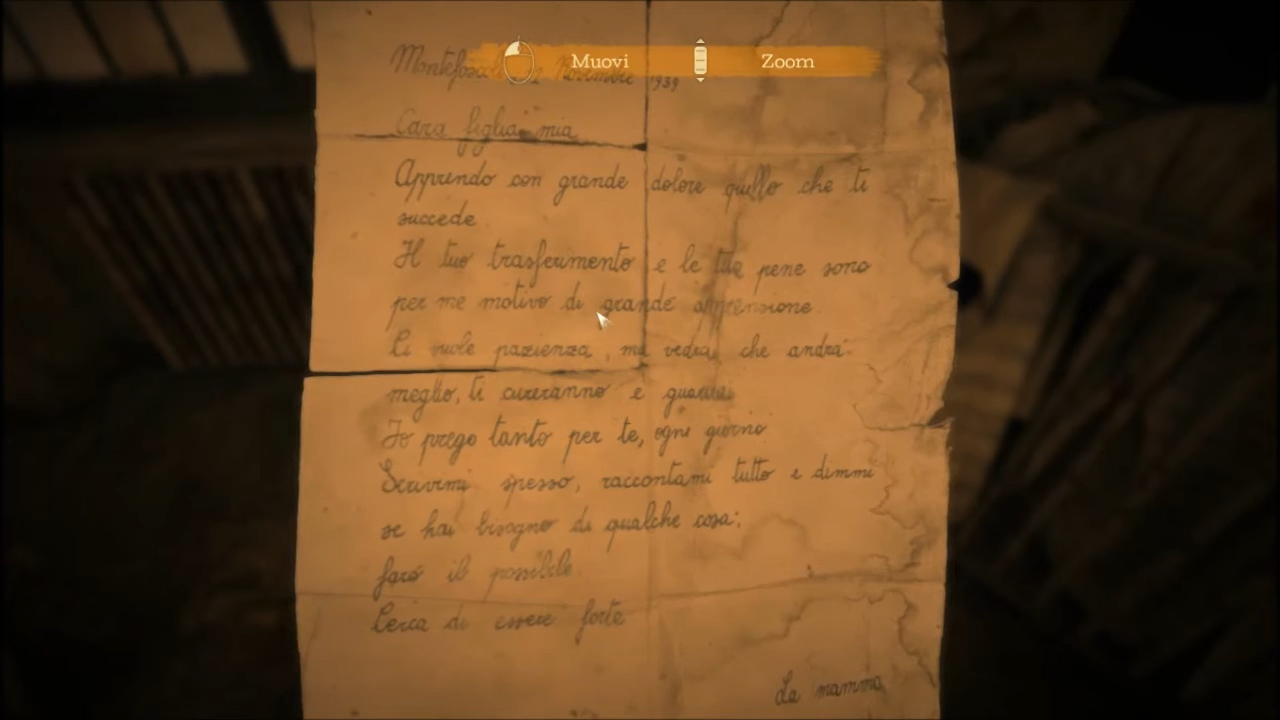 Muovi Zoom
Novembre 1939
Cara figlia mia
Apprendo con grande dolore quello che ti
succede
Il tuo trasferimento e le tue pene sono
per me motivo di grande apprensione.
Ci vuole pazienza, ma vedrai che andrà
meglio, ti cureranno e
Io prego tanto per te, ogni giorno
Scrivimi spesso, raccontami tutto e dimmi
se hai bisogno di qualche cosa;
farò il possibile
Cerca di essere forte
La mamma